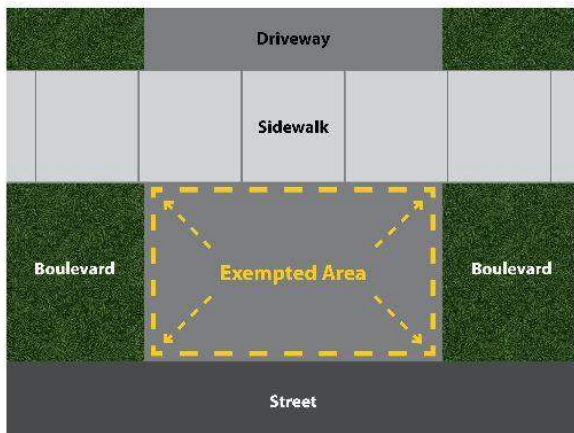 Driveway
Sidewalk
Boulevard
Exempted Area
Boulevard
Street